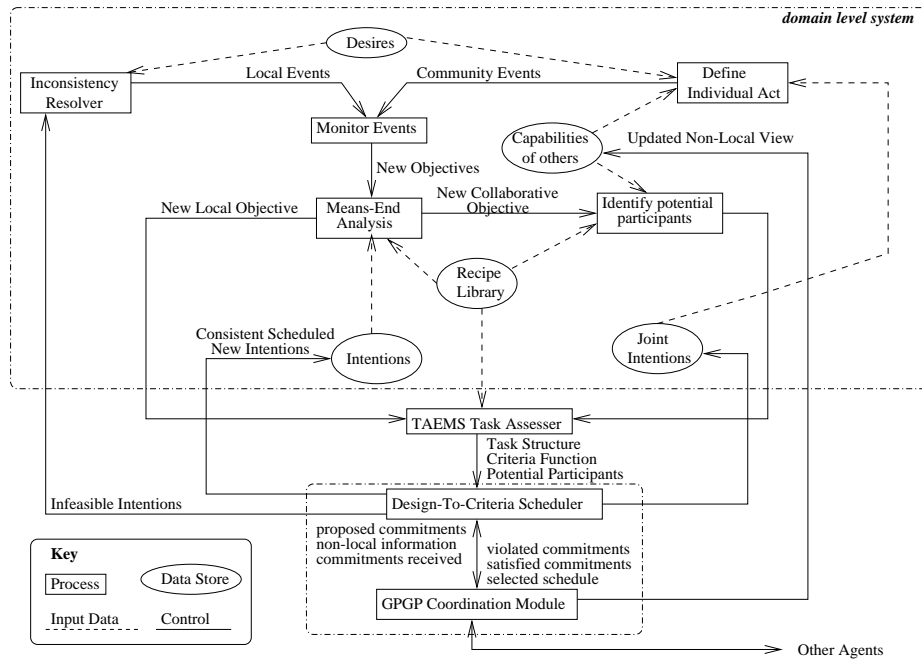 domain level system
Desires
Inconsistency
Resolver
Local Events
Community Events
Define
Individual Act
Monitor Events
Capabilities
of others
Updated Non-Local View
New Objectives
New Local Objective
Means-End
Analysis
New Collaborative
Objective
Identify potential
participants
Recipe
Library
Consistent Scheduled
New Intentions
Intentions
Joint
Intentions
TAEMS Task Assesser
Task Structure
Criteria Function
Potential Participants
Infeasible Intentions
Design-To-Criteria Scheduler
proposed commitments
non-local information
commitments received
violated commitments
satisfied commitments
selected schedule
GPGP Coordination Module
Other Agents
Key
Process
Data Store
Input Data
Control